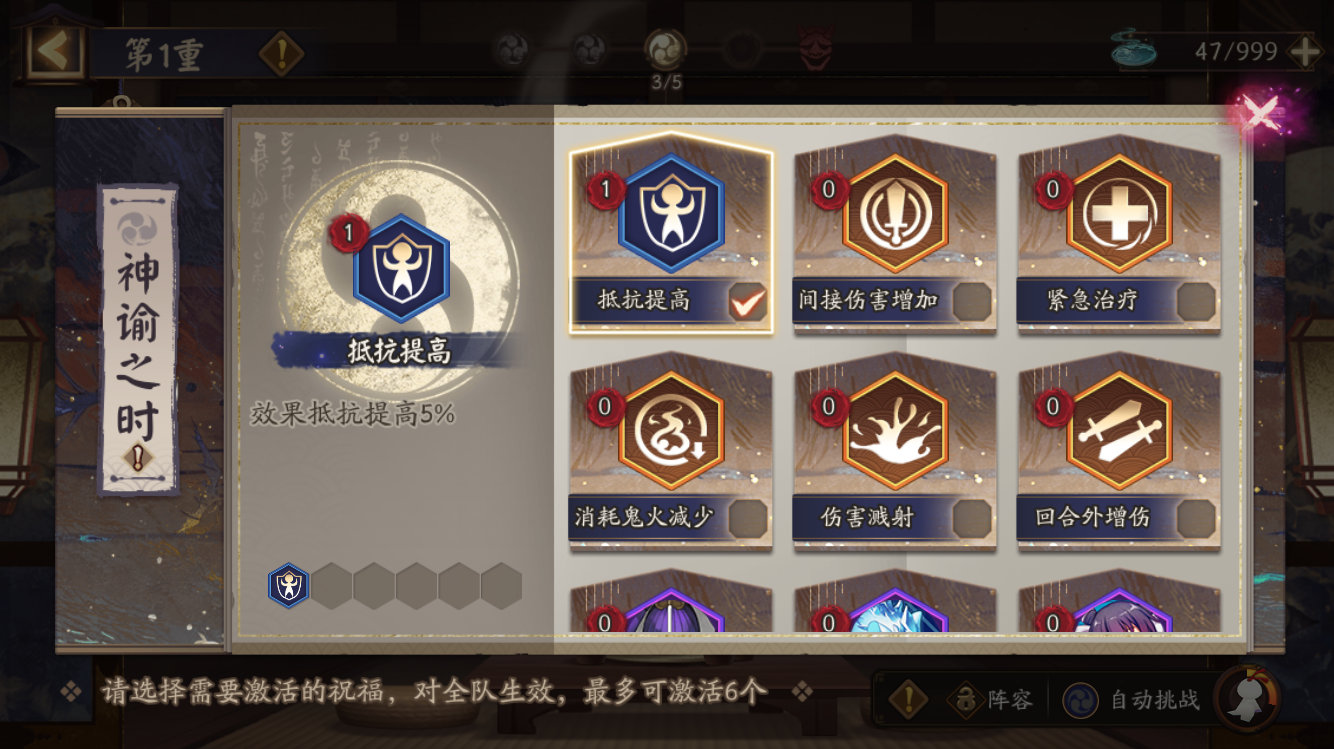 第1重
3/5
47/999
神谕之时
1
抵抗提高
效果抵抗提高5%
1
抵抗提高
0
间接伤害增加
0
紧急治疗
0
消耗鬼火减少
0
伤害溅射
0
回合外增伤
0
0
0
请选择需要激活的祝福，对全队生效，最多可激活6个
阵容
自动挑战